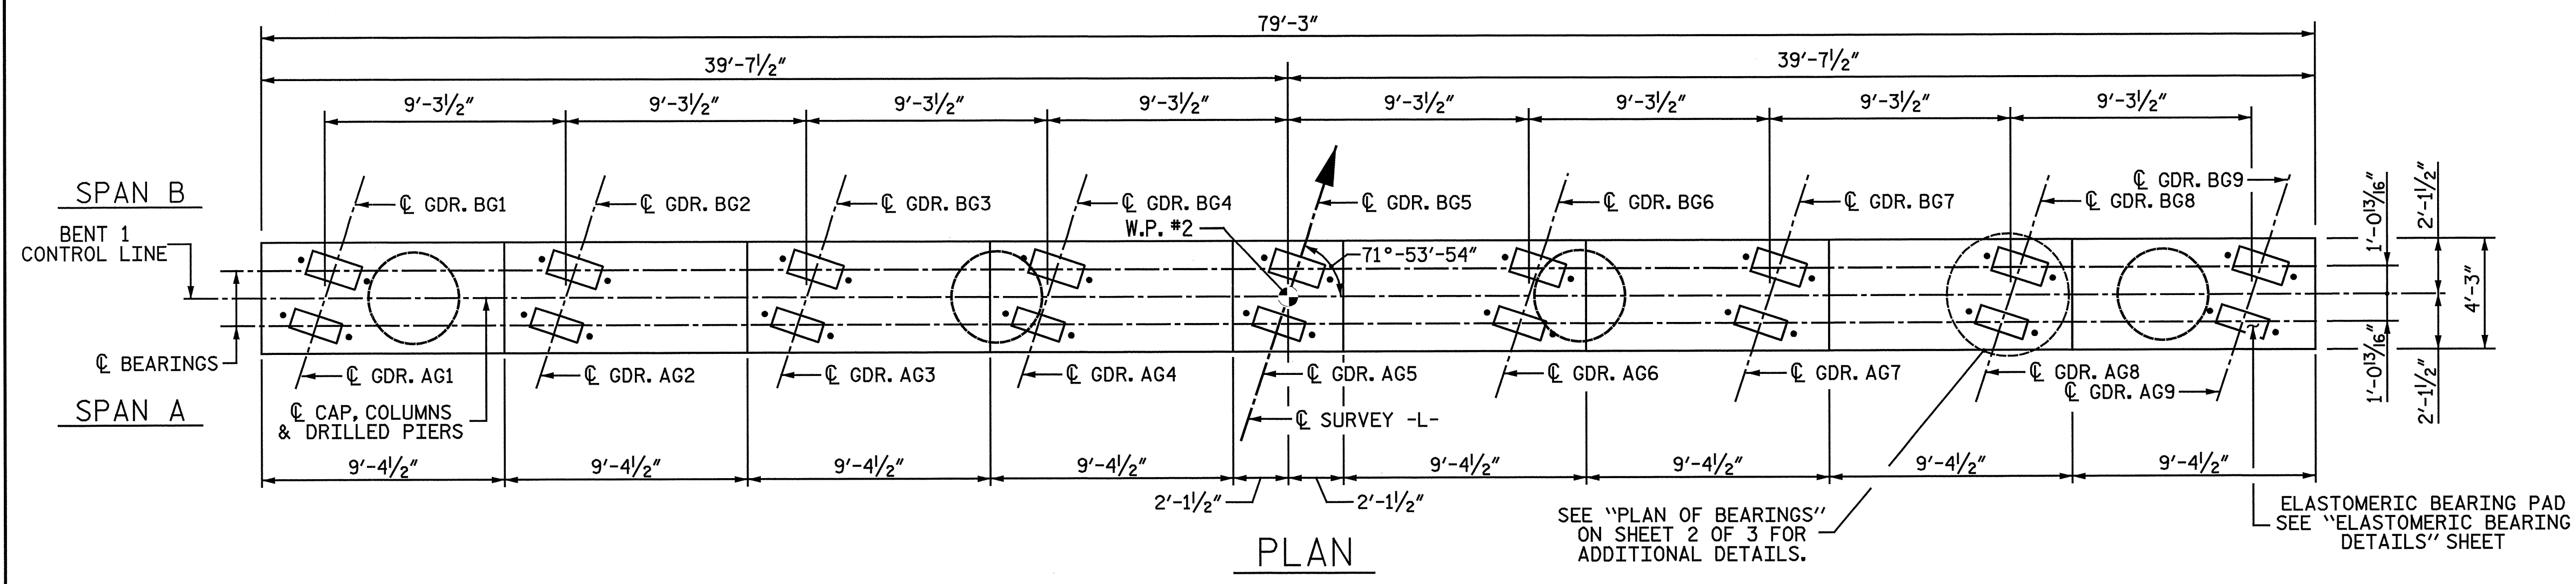 79'-3"
39'-7½"
39'-7½"
9'-3½"
9'-3½"
9'-3½"
9'-3½"
9'-3½"
9'-3½"
9'-3½"
9'-3½"
SPAN B
℄ GDR. BG1
℄ GDR. BG2
℄ GDR. BG3
℄ GDR. BG4
℄ GDR. BG5
℄ GDR. BG6
℄ GDR. BG7
℄ GDR. BG8
℄ GDR. BG9
W.P. #2
BENT 1
CONTROL LINE
71°-53'-54"
1'-0 13/16"
2'-1½"
4'-3"
1'-0 13/16"
2'-1½"
℄ BEARINGS
℄ GDR. AG1
℄ GDR. AG2
℄ GDR. AG3
℄ GDR. AG4
℄ GDR. AG5
℄ GDR. AG6
℄ GDR. AG7
℄ GDR. AG8
℄ GDR. AG9
SPAN A
℄ CAP, COLUMNS
& DRILLED PIERS
℄ SURVEY -L-
9'-4½"
9'-4½"
9'-4½"
9'-4½"
2'-1½"
2'-1½"
9'-4½"
9'-4½"
9'-4½"
9'-4½"
SEE "PLAN OF BEARINGS"
ON SHEET 2 OF 3 FOR
ADDITIONAL DETAILS.
ELASTOMERIC BEARING PAD
SEE "ELASTOMERIC BEARING
DETAILS" SHEET
PLAN